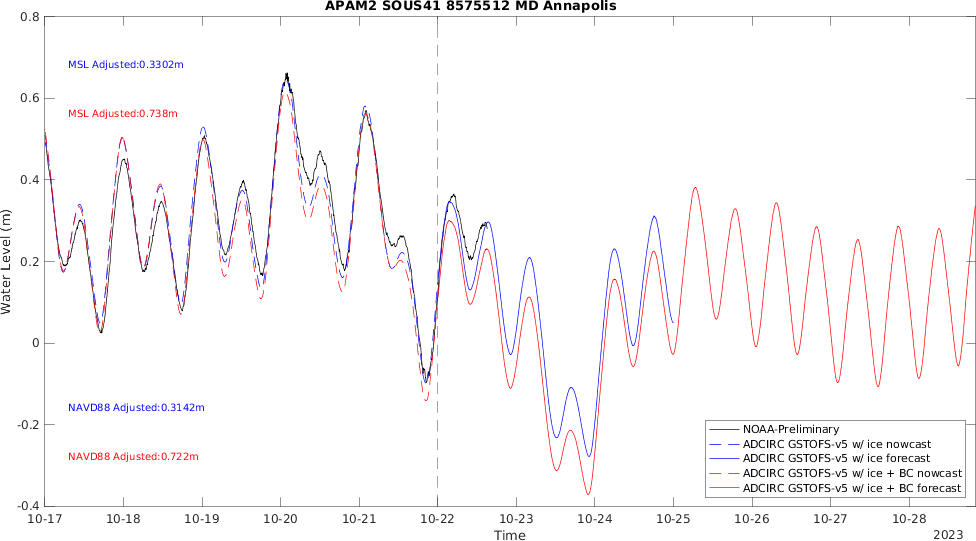 APAM2 SOUS41 8575512 MD Annapolis
0.8
0.6
0.4
0.2
0
-0.2
-0.4
Water Level (m)
MSL Adjusted:0.3302m
MSL Adjusted:0.738m
NAVD88 Adjusted:0.3142m
NAVD88 Adjusted:0.722m
NOAA-Preliminary
ADCIRC GSTOFS-v5 w/ ice nowcast
ADCIRC GSTOFS-v5 w/ ice forecast
ADCIRC GSTOFS-v5 w/ ice + BC nowcast
ADCIRC GSTOFS-v5 w/ ice + BC forecast
10-17 10-18 10-19 10-20 10-21 10-22 10-23 10-24 10-25 10-26 10-27 10-28
Time
2023